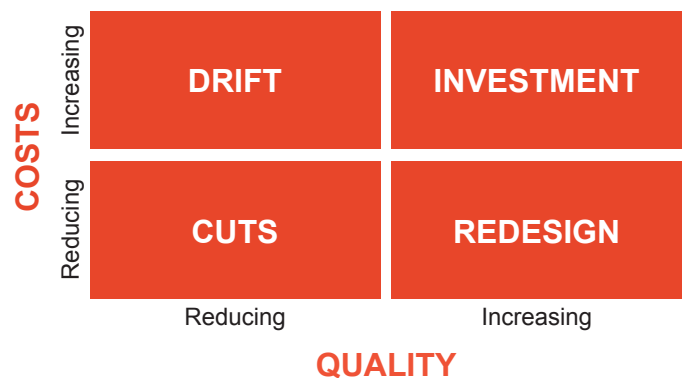 COSTS
Increasing
DRIFT
INVESTMENT
Reducing
CUTS
REDESIGN
Reducing
Increasing
QUALITY